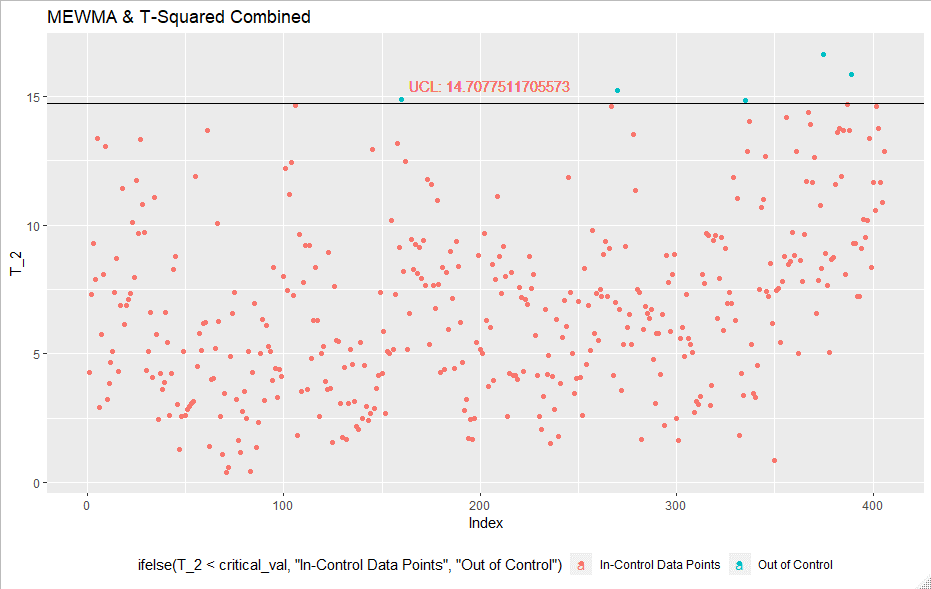 MEWMA & T-Squared Combined
UCL: 14.7077511705573
15
10
5
0
T_2
0 100 200 300 400
Index
ifelse(T_2 < critical_val, "In-Control Data Points", "Out of Control") a In-Control Data Points a Out of Control